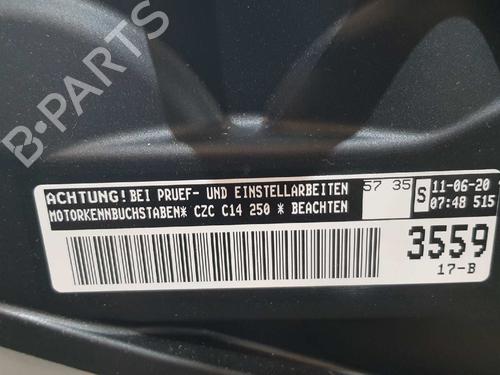 B-PARTS
ACHTUNG! BEI PRUEF- UND EINSTELLARBEITEN
MOTORKENNBUCHSTABEN* CZC C14 250 * BEACHTEN
57 35
S
11-06-20
07:48 515
3559
17-B